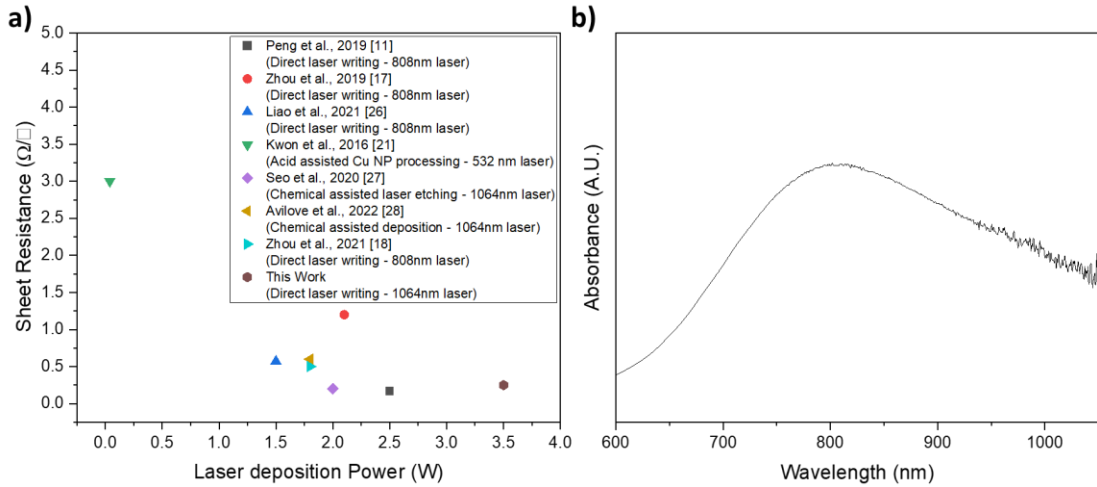 a)
5.0
4.5
4.0
3.5
3.0
2.5
2.0
1.5
1.0
0.5
0.0
Sheet Resistance (Ω/□)
Peng et al., 2019 [11]
(Direct laser writing - 808nm laser)
Zhou et al., 2019 [17]
(Direct laser writing - 808nm laser)
Liao et al., 2021 [26]
(Direct laser writing - 808nm laser)
Kwon et al., 2016 [21]
(Acid assisted Cu NP processing - 532 nm laser)
Seo et al., 2020 [27]
(Chemical assisted laser etching - 1064nm laser)
Avilove et al., 2022 [28]
(Chemical assisted deposition - 1064nm laser)
Zhou et al., 2021 [18]
(Direct laser writing - 808nm laser)
This Work
(Direct laser writing - 1064nm laser)
0.0 0.5 1.0 1.5 2.0 2.5 3.0 3.5 4.0
Laser deposition Power (W)
b)
Absorbance (A.U.)
600 700 800 900 1000
Wavelength (nm)